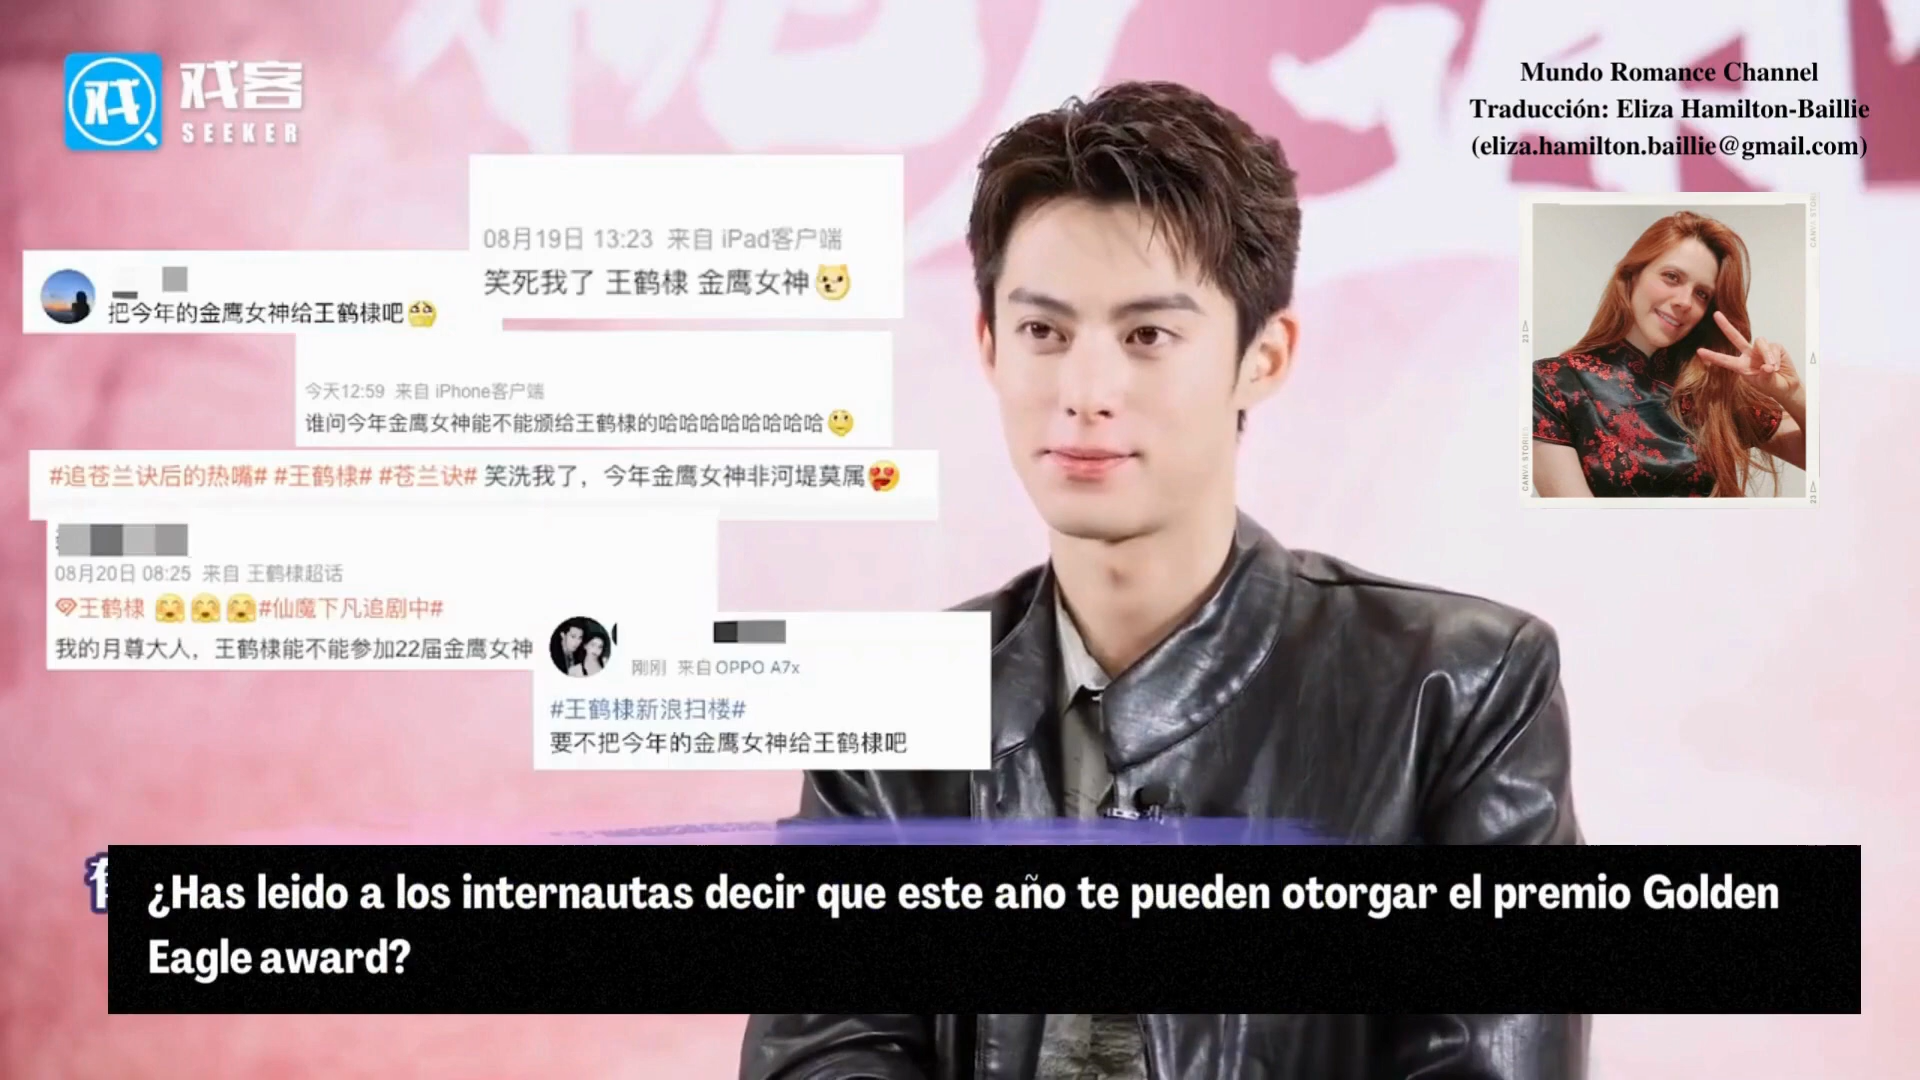 戏 戏客
SEEKER
Mundo Romance Channel
Traducción: Eliza Hamilton-Baillie
(eliza.hamilton.baillie@gmail.com)
08月19日 13:23 来自 iPad客户端
笑死我了 王鹤棣 金鹰女神
把今年的金鹰女神给王鹤棣吧
今天12:59 来自 iPhone客户端
谁问今年金鹰女神能不能颁给王鹤棣的哈哈哈哈哈哈哈哈
#追苍兰诀后的热嘴# #王鹤棣# #苍兰诀# 笑洗我了，今年金鹰女神非河堤莫属
08月20日 08:25 来自 王鹤棣超话
王鹤棣 #仙魔下凡追剧中#
我的月尊大人，王鹤棣能不能参加22届金鹰女神
刚刚 来自 OPPO A7x
#王鹤棣新浪扫楼#
要不把今年的金鹰女神给王鹤棣吧
CANVA STORIES
23
CANVA STORI
23
¿Has leido a los internautas decir que este año te pueden otorgar el premio Golden
Eagle award?